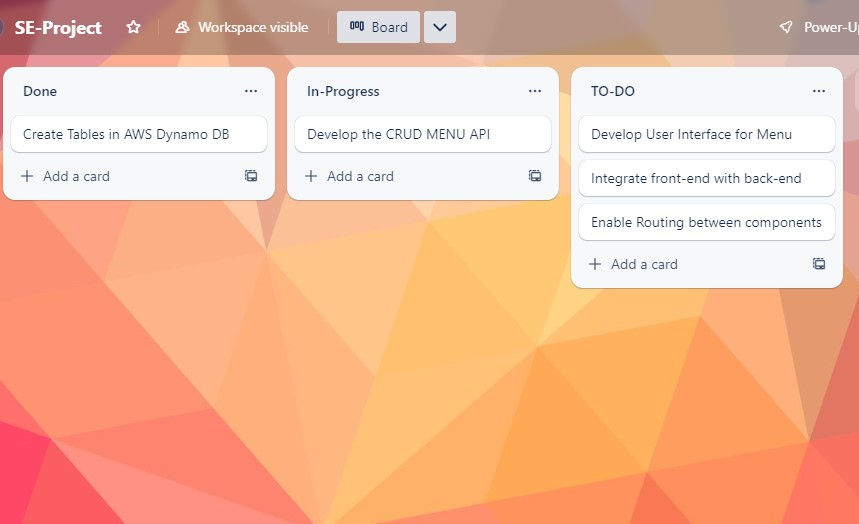 SE-Project
Workspace visible
Board
Done
Create Tables in AWS Dynamo DB
Add a card
In-Progress
Develop the CRUD MENU API
Add a card
TO-DO
Develop User Interface for Menu
Integrate front-end with back-end
Enable Routing between components
Add a card